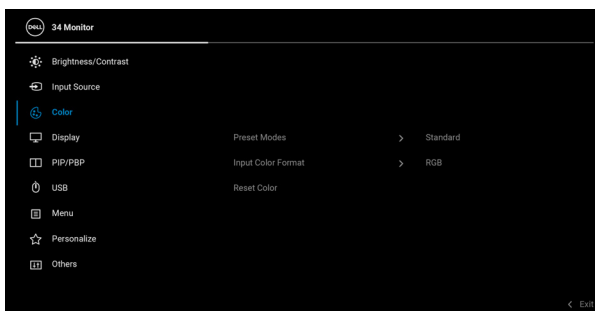 DELL 34 Monitor
Brightness/Contrast
Input Source
Color
Display Preset Modes > Standard
PIP/PBP Input Color Format > RGB
USB Reset Color
Menu
Personalize
Others
< Exit